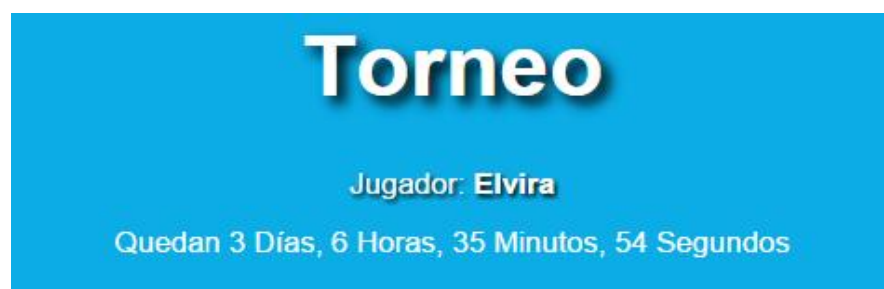 Torneo
Jugador: Elvira
Quedan 3 Días, 6 Horas, 35 Minutos, 54 Segundos